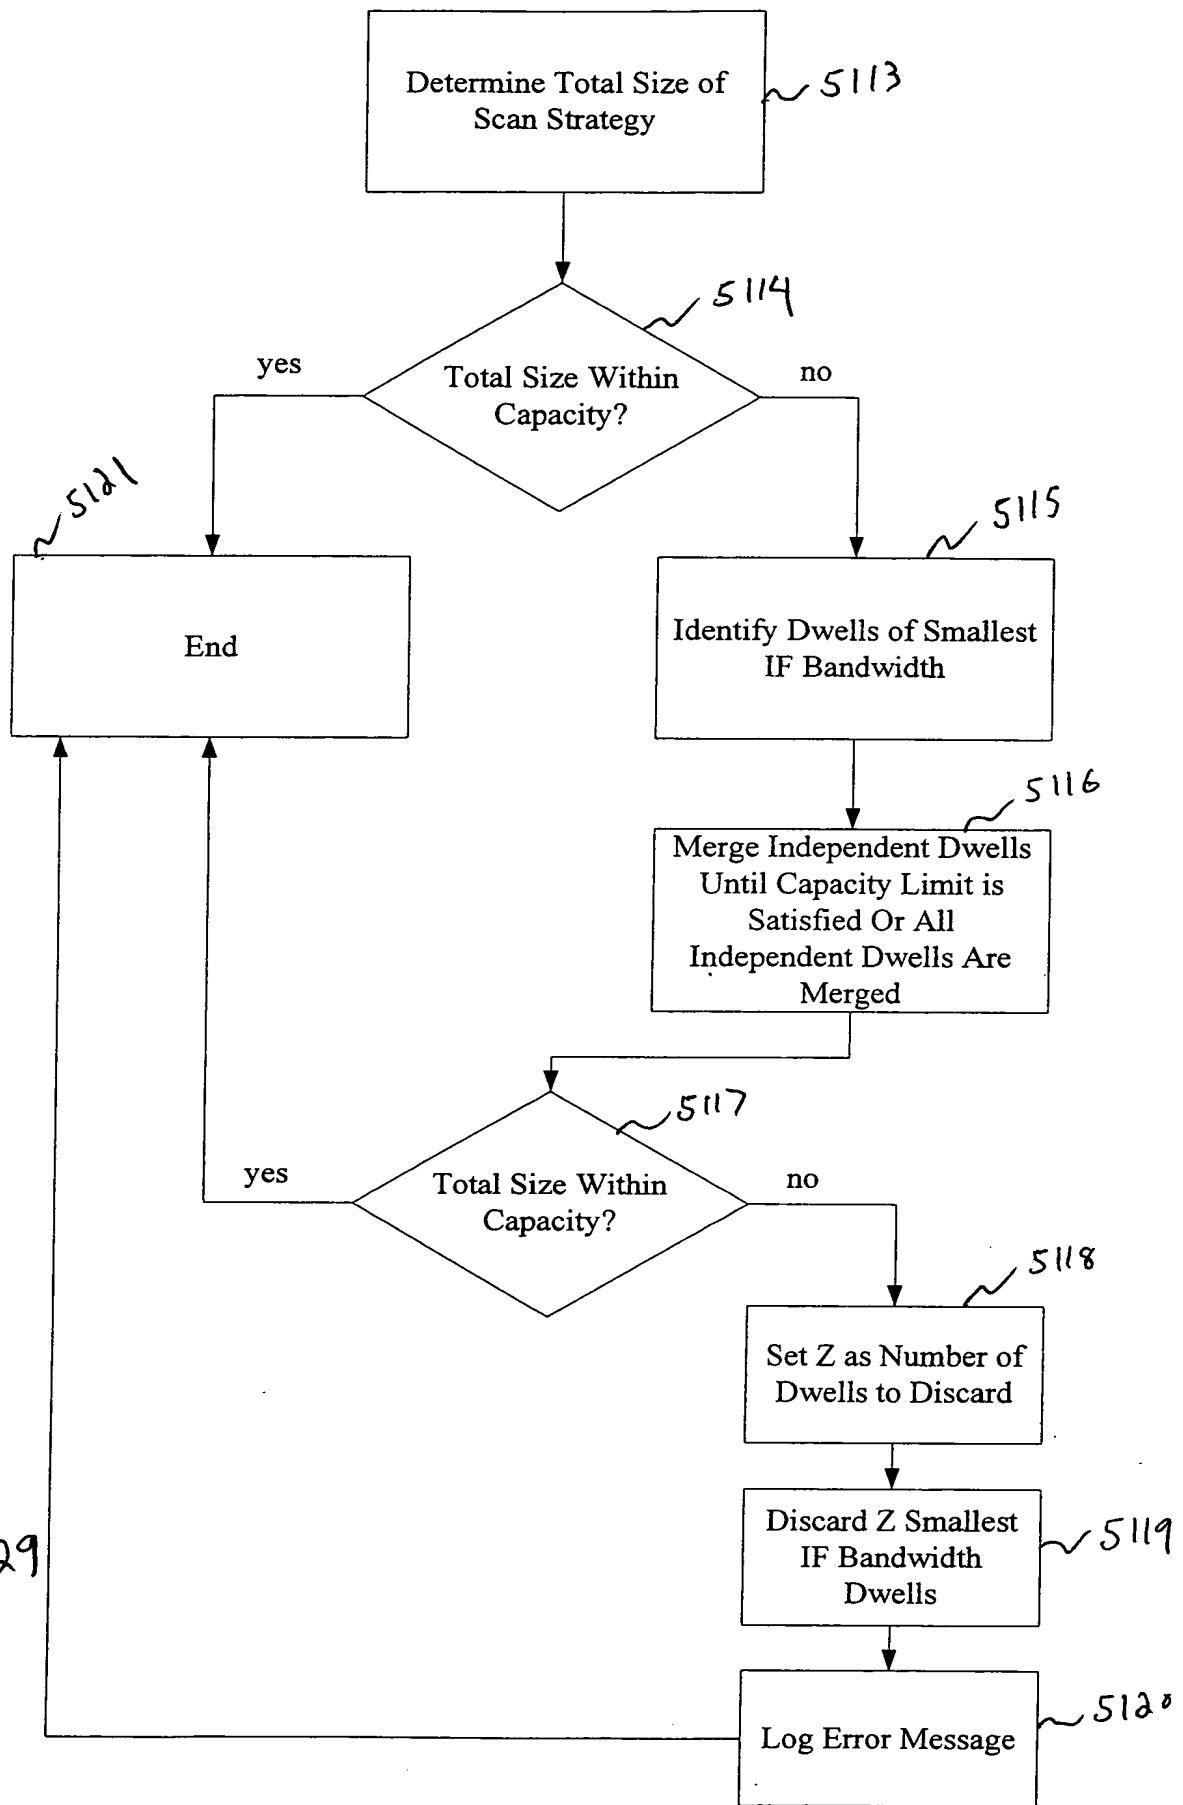 Determine Total Size of
Scan Strategy
5113
5114
yes
Total Size Within
Capacity?
no
5121
5115
End
Identify Dwells of Smallest
IF Bandwidth
5116
Merge Independent Dwells
Until Capacity Limit is
Satisfied Or All
Independent Dwells Are
Merged
5117
yes
Total Size Within
Capacity?
no
5118
Set Z as Number of
Dwells to Discard
29
Discard Z Smallest
IF Bandwidth
Dwells
5119
5120
Log Error Message